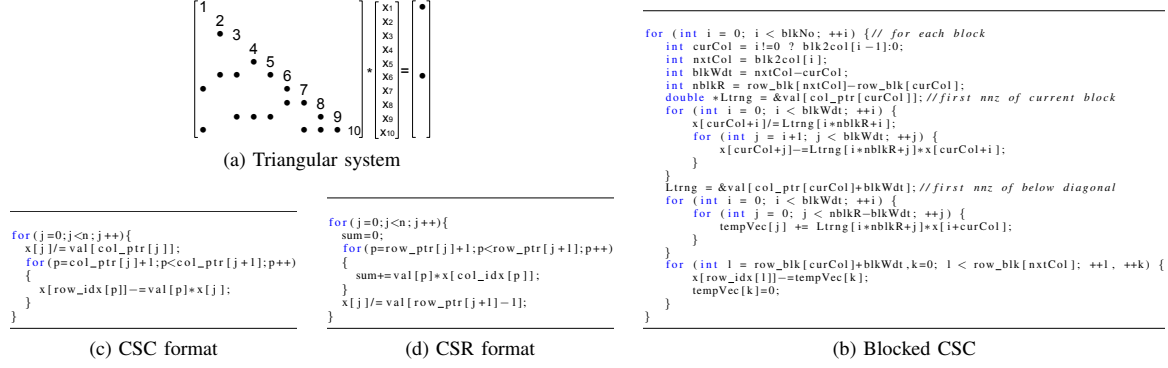 1
2
3
4
5
6
7
8
9
10
*
x1
x2
x3
x4
x5
x6
x7
x8
x9
x10
=
(a) Triangular system
for(j=0;j<n;j++){
x[j]/=val[col_ptr[j]];
for(p=col_ptr[j]+1;p<col_ptr[j+1];p++)
{
x[row_idx[p]]-=val[p]*x[j];
}
}
(c) CSC format
for(j=0;j<n;j++){
sum=0;
for(p=row_ptr[j]+1;p<row_ptr[j+1];p++)
{
sum+=val[p]*x[col_idx[p]];
}
x[j]/=val[row_ptr[j+1]-1];
}
(d) CSR format
for (int i = 0; i < blkNo; ++i) {// for each block
int curCol = i!=0 ? blk2col[i-1]:0;
int nxtCol = blk2col[i];
int blkWdt = nxtCol-curCol;
int nblkR = row_blk[nxtCol]-row_blk[curCol];
double *Ltrng = &val[col_ptr[curCol]];//first nnz of current block
for (int i = 0; i < blkWdt; ++i) {
x[curCol+i]/=Ltrng[i*nblkR+i];
for (int j = i+1; j < blkWdt; ++j) {
x[curCol+j]-=Ltrng[i*nblkR+j]*x[curCol+i];
}
}
Ltrng = &val[col_ptr[curCol]+blkWdt];//first nnz of below diagonal
for (int i = 0; i < blkWdt; ++i) {
for (int j = 0; j < nblkR-blkWdt; ++j) {
tempVec[j] += Ltrng[i*nblkR+j]*x[i+curCol];
}
}
for (int l = row_blk[curCol]+blkWdt,k=0; l < row_blk[nxtCol]; ++l, ++k) {
x[row_idx[l]]-=tempVec[k];
tempVec[k]=0;
}
}
(b) Blocked CSC